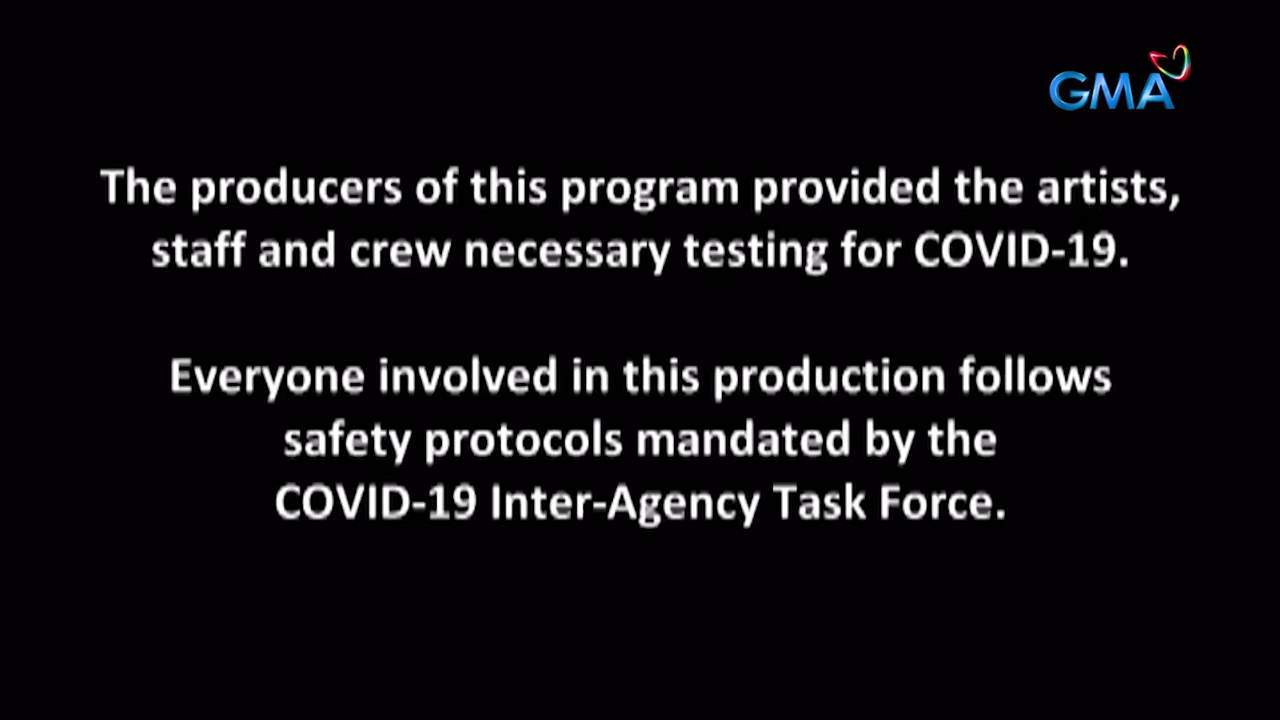 GMA
The producers of this program provided the artists,
staff and crew necessary testing for COVID-19.
Everyone involved in this production follows
safety protocols mandated by the
COVID-19 Inter-Agency Task Force.